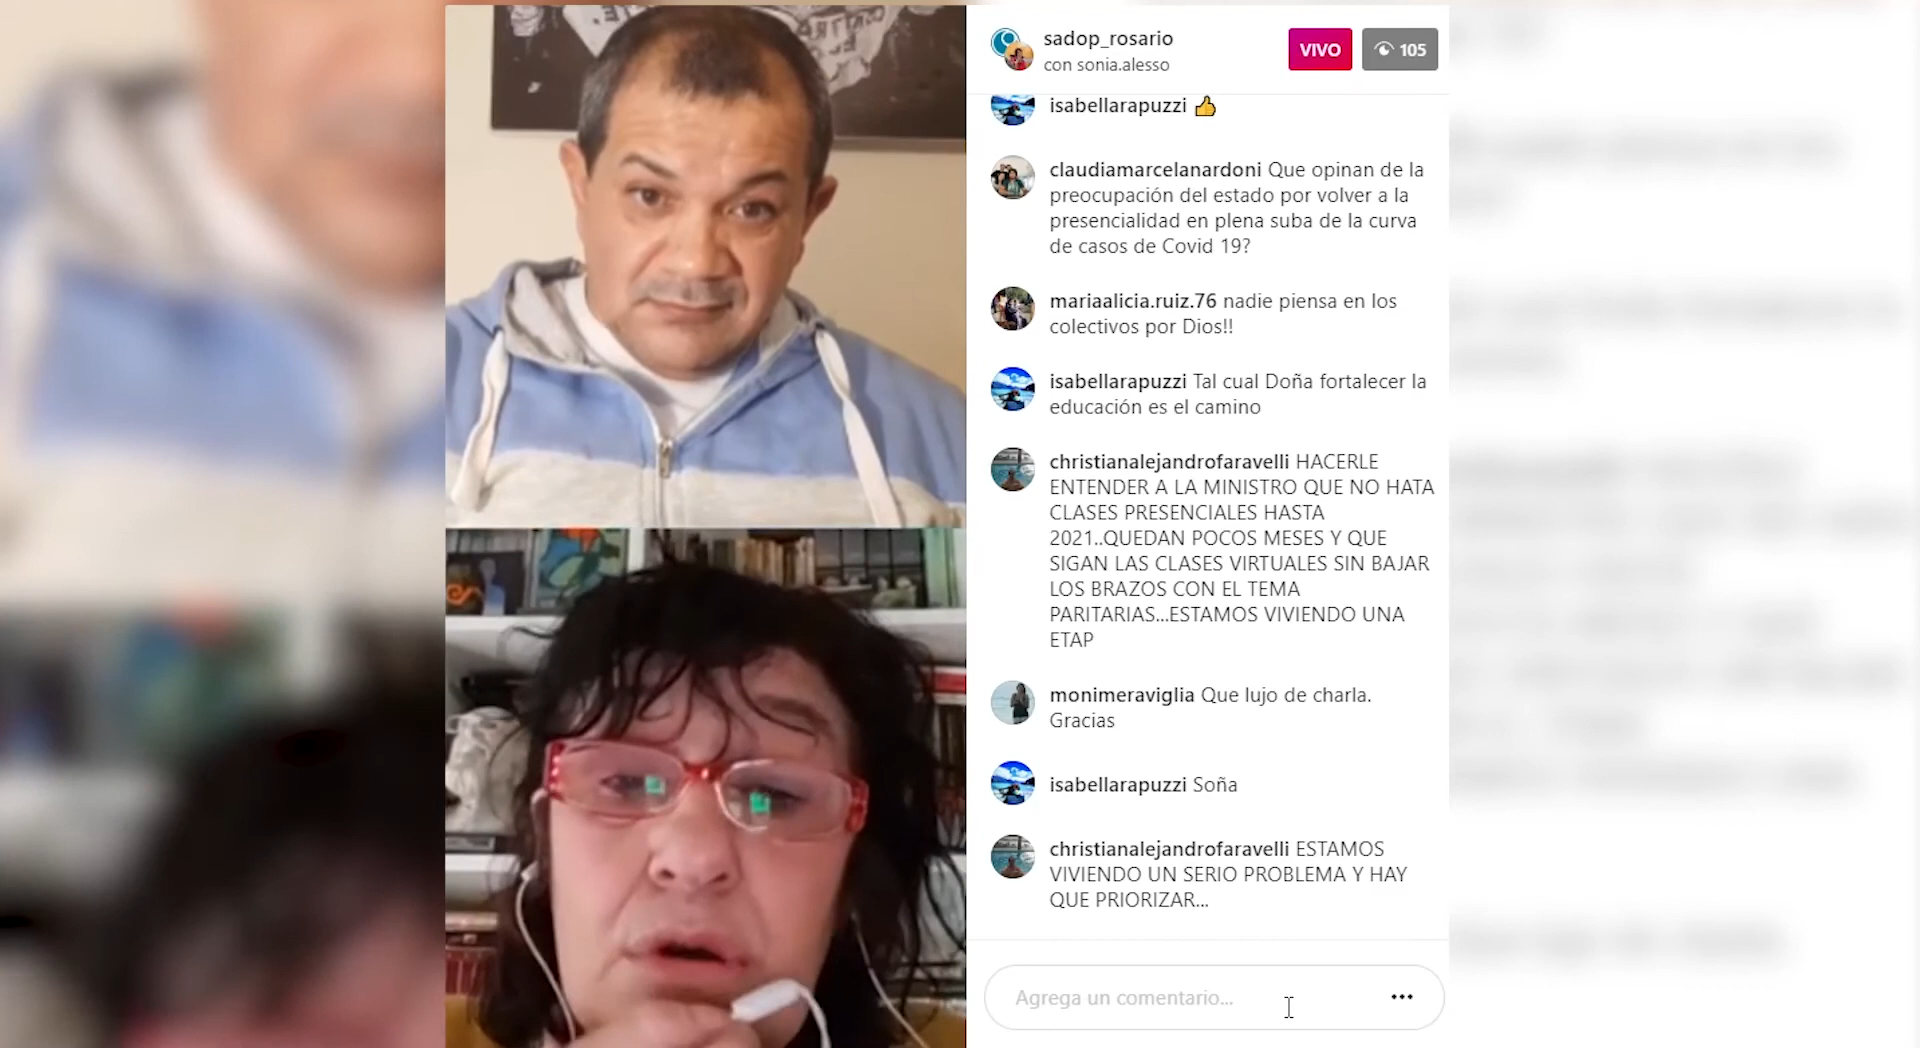 sadop_rosario
con sonia.alesso
VIVO
105
isabellarapuzzi 👍
claudiamarcelanardoni Que opinan de la
preocupación del estado por volver a la
presencialidad en plena suba de la curva
de casos de Covid 19?
mariaalicia.ruiz.76 nadie piensa en los
colectivos por Dios!!
isabellarapuzzi Tal cual Doña fortalecer la
educación es el camino
christianalejandrofaravelli HACERLE
ENTENDER A LA MINISTRO QUE NO HATA
CLASES PRESENCIALES HASTA
2021..QUEDAN POCOS MESES Y QUE
SIGAN LAS CLASES VIRTUALES SIN BAJAR
LOS BRAZOS CON EL TEMA
PARITARIAS...ESTAMOS VIVIENDO UNA
ETAP
monimeraviglia Que lujo de charla.
Gracias
isabellarapuzzi Soña
christianalejandrofaravelli ESTAMOS
VIVIENDO UN SERIO PROBLEMA Y HAY
QUE PRIORIZAR...
Agrega un comentario...